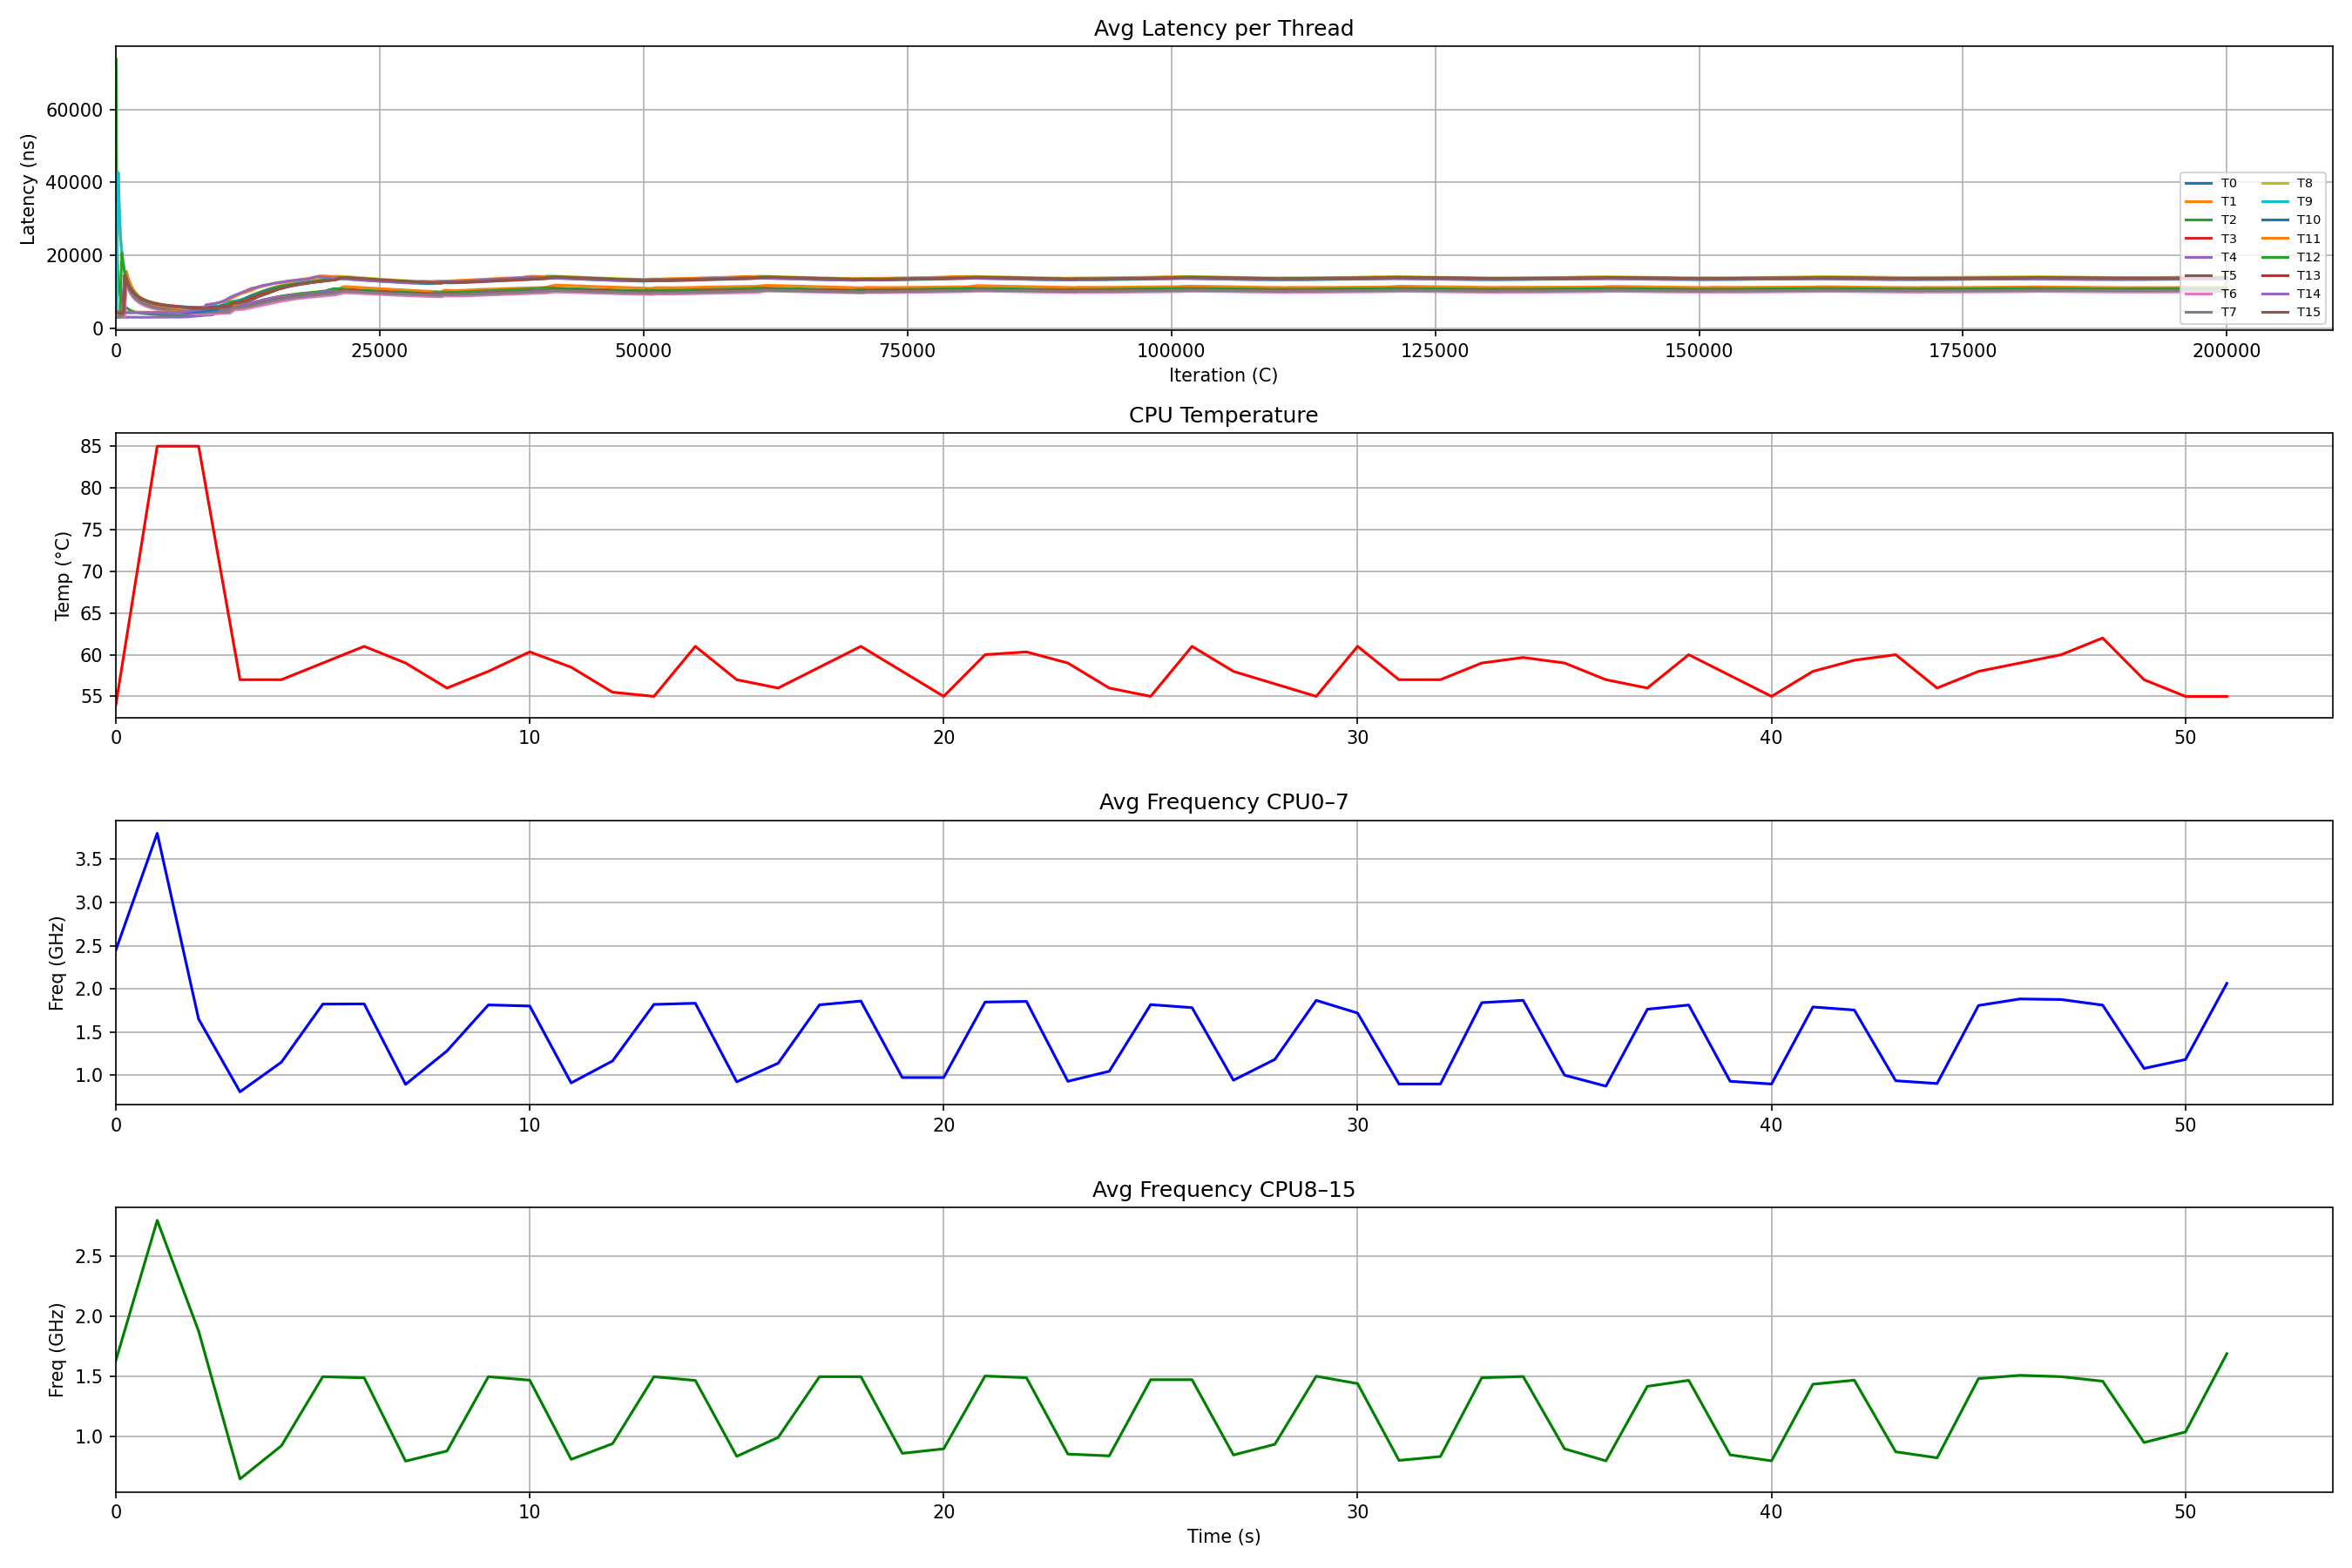 Avg Latency per Thread
Latency (ns)
60000
40000
20000
0
T0 T8
T1 T9
T2 T10
T3 T11
T4 T12
T5 T13
T6 T14
T7 T15
0 25000 50000 75000 100000 125000 150000 175000 200000
Iteration (C)
CPU Temperature
Temp (°C)
85
80
75
70
65
60
55
0 10 20 30 40 50
Avg Frequency CPU0–7
Freq (GHz)
3.5
3.0
2.5
2.0
1.5
1.0
0 10 20 30 40 50
Avg Frequency CPU8–15
Freq (GHz)
2.5
2.0
1.5
1.0
0 10 20 30 40 50
Time (s)